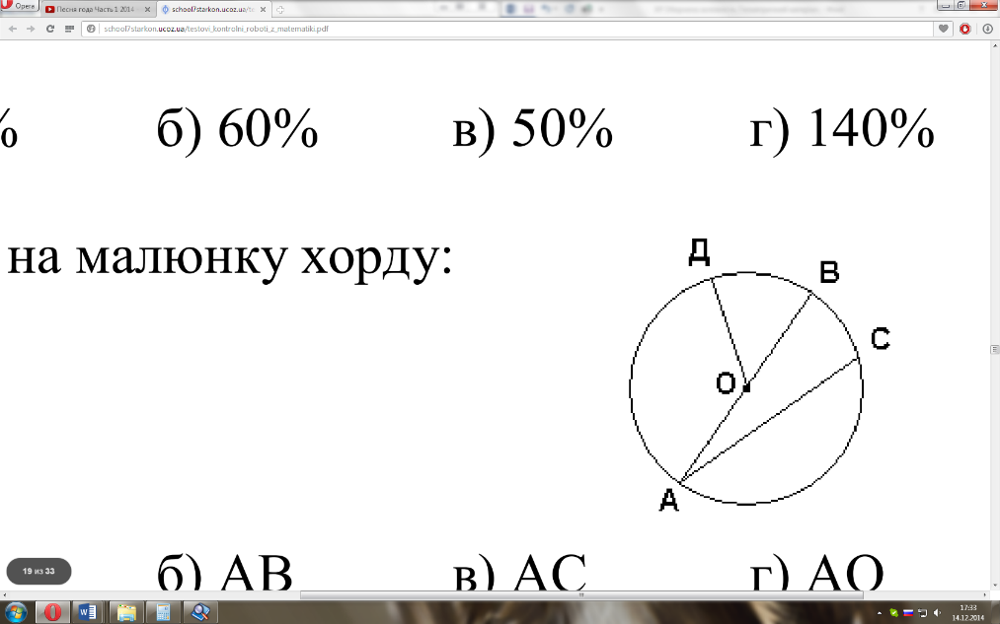 Opera
Песня года Часть 1 2014
school7starkon.ucoz.ua/te
school7starkon.ucoz.ua/testovi_kontrolni_roboti_z_matematiki.pdf
% б) 60% в) 50% г) 140%
на малюнку хорду:
Д
В
С
О
А
19 из 33
б) АВ в) АС г) АО
17:33
14.12.2014